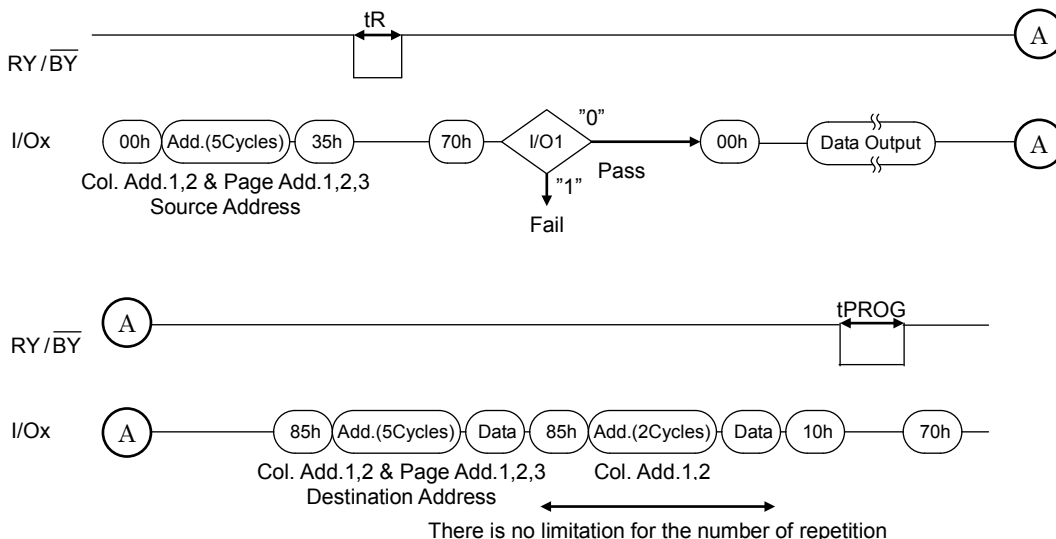 tR
RY/BY
A
I/Ox
00h Add.(5Cycles) 35h 70h I/O1 "0" 00h Data Output A
Pass
"1"
Fail
Col. Add.1,2 & Page Add.1,2,3
Source Address
A
tPROG
RY/BY
I/Ox
A 85h Add.(5Cycles) Data 85h Add.(2Cycles) Data 10h 70h
Col. Add.1,2 & Page Add.1,2,3
Destination Address
Col. Add.1,2
There is no limitation for the number of repetition